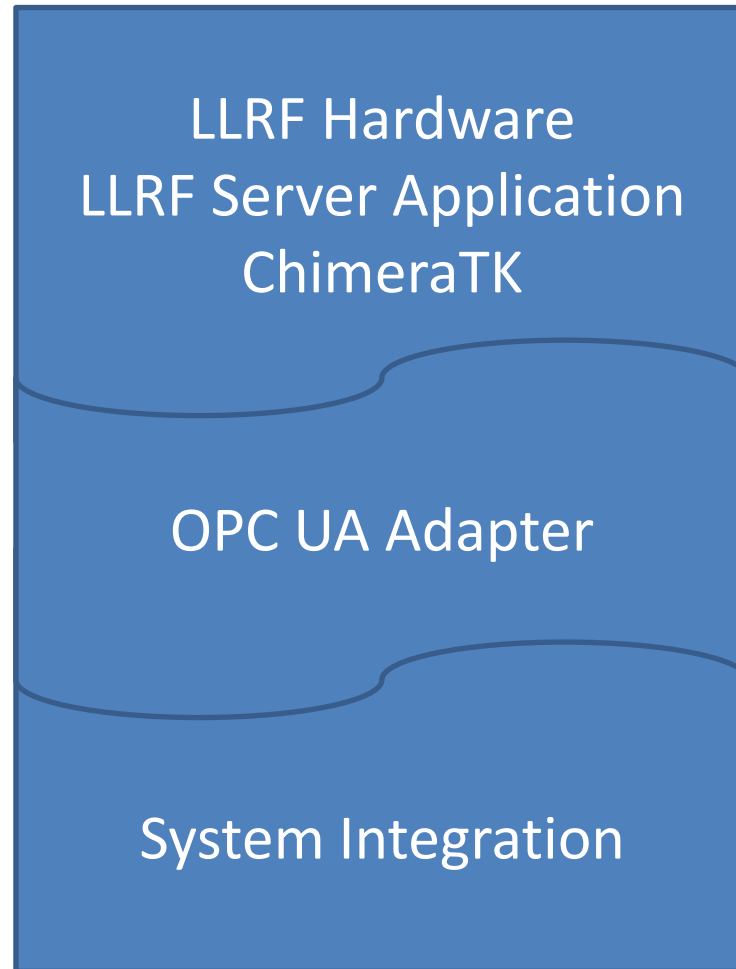 LLRF Hardware
LLRF Server Application
ChimeraTK
OPC UA Adapter
System Integration